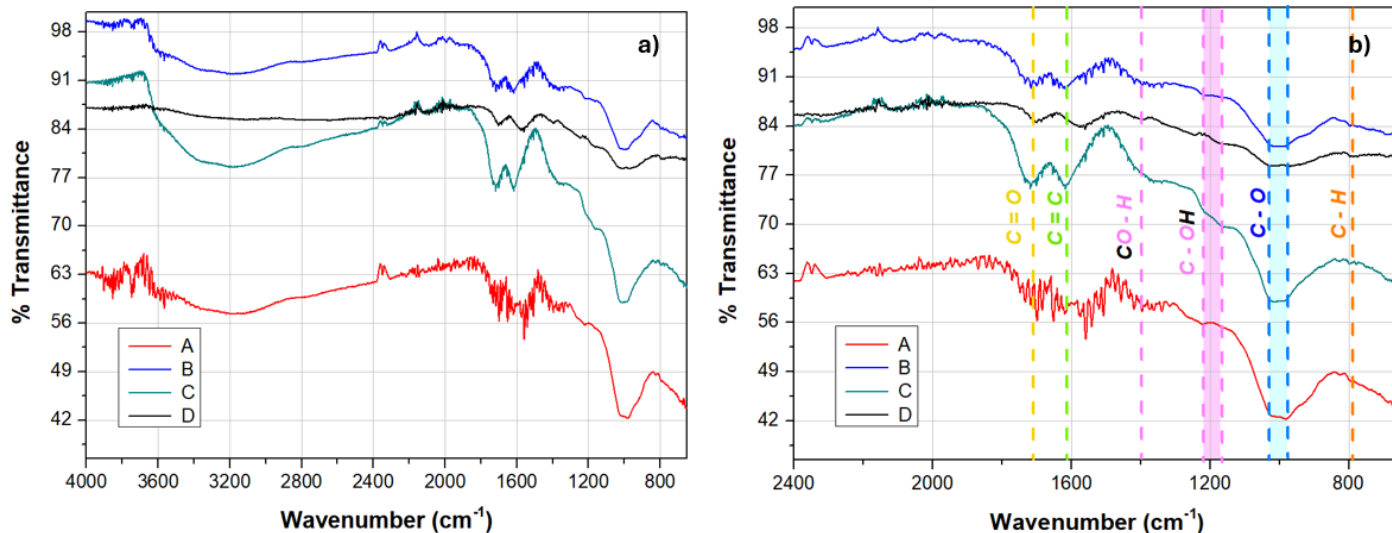 a)
% Transmittance
98
91
84
77
70
63
56
49
42
A
B
C
D
4000 3600 3200 2800 2400 2000 1600 1200 800
Wavenumber (cm-1)
b)
% Transmittance
98
91
84
77
70
63
56
49
42
C = O
C = C
CO - H
C - OH
C - O
C - H
A
B
C
D
2400 2000 1600 1200 800
Wavenumber (cm-1)